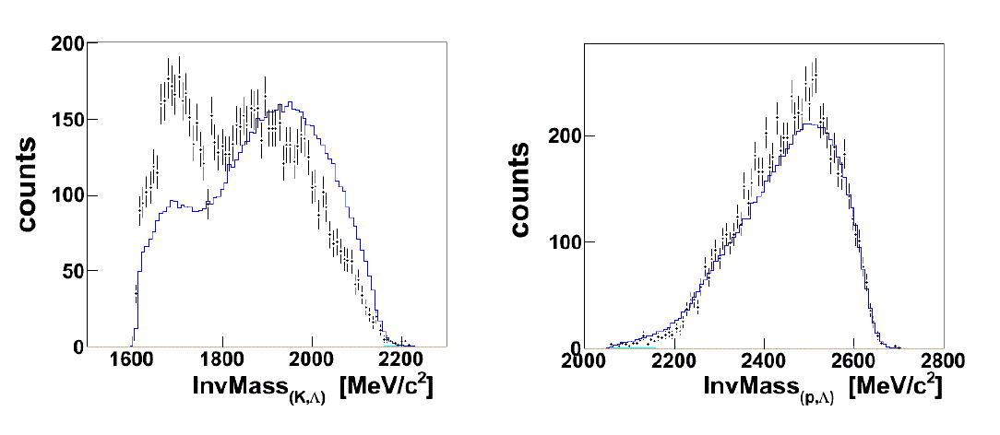 counts
200
150
100
50
0
1600 1800 2000 2200
InvMass(K,Λ) [MeV/c²]
counts
200
100
0
2000 2200 2400 2600 2800
InvMass(p,Λ) [MeV/c²]